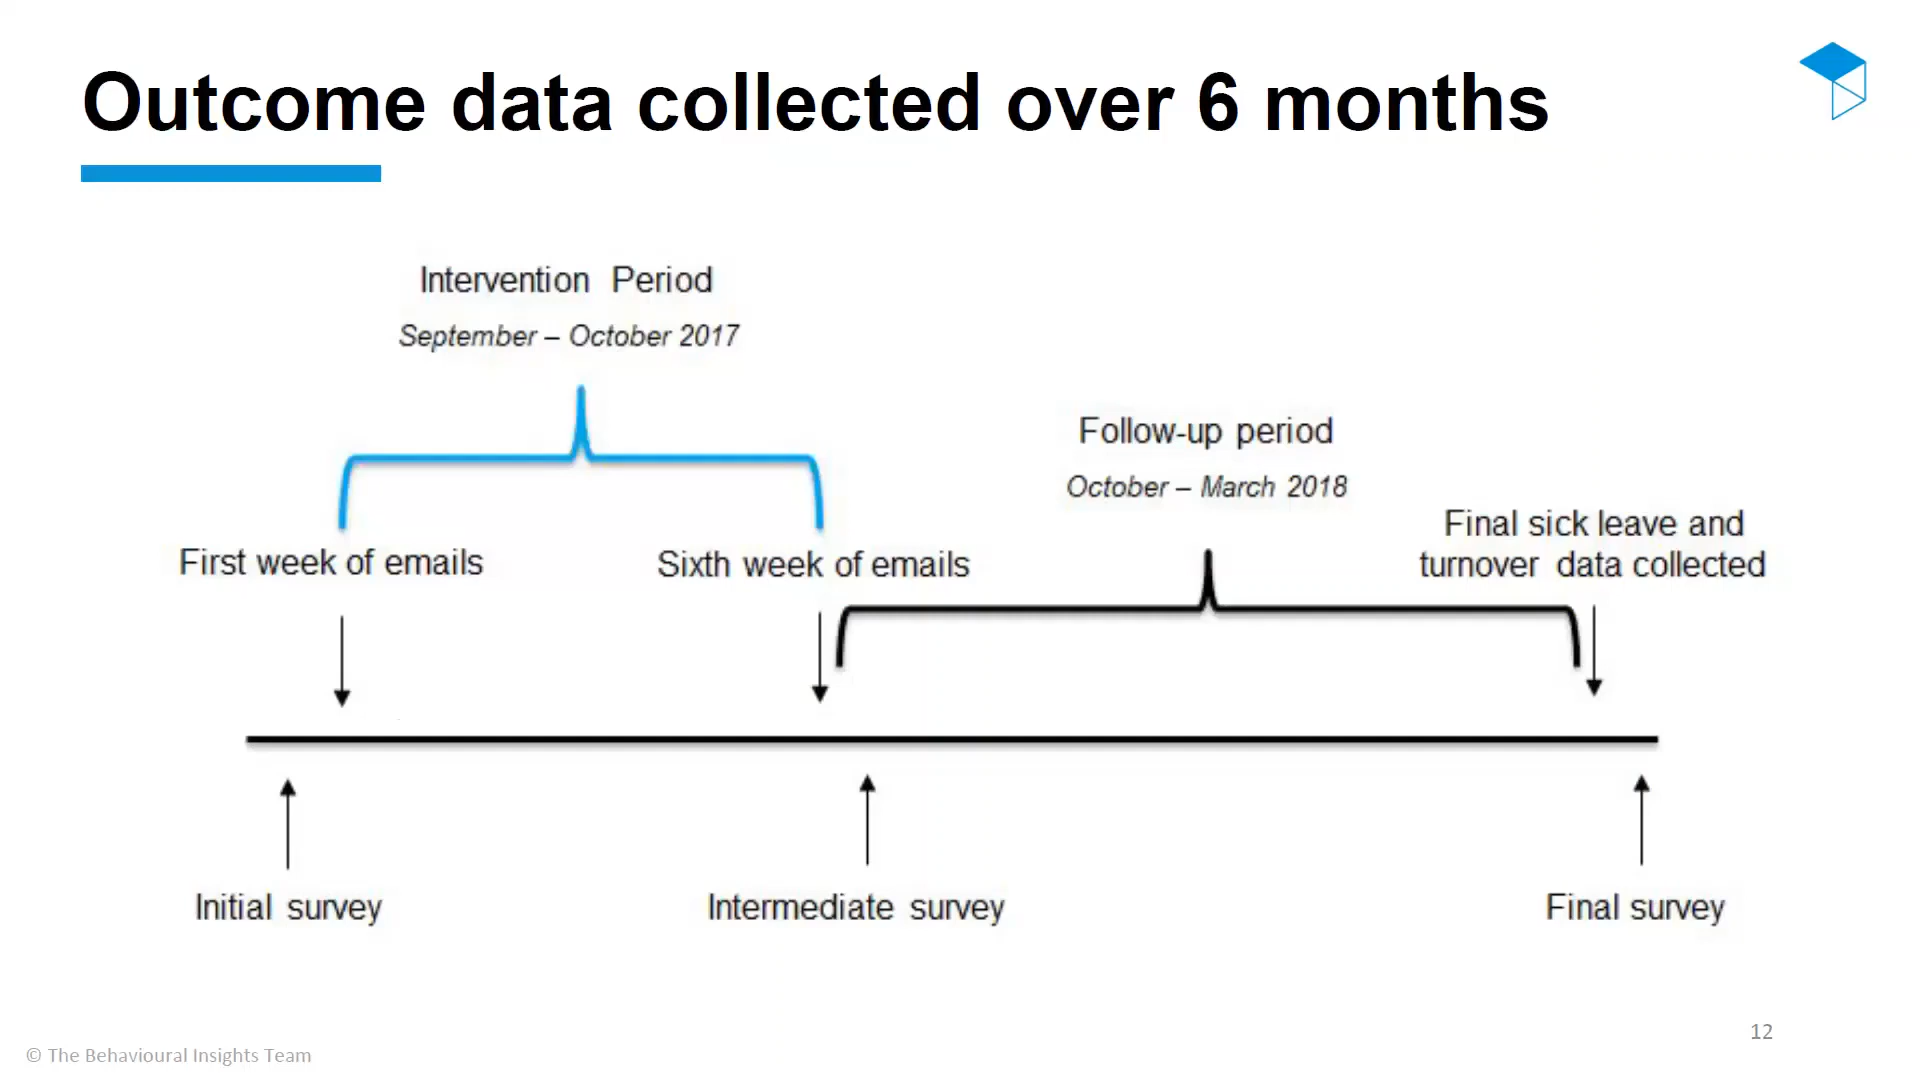 Outcome data collected over 6 months
Intervention Period
September – October 2017
Follow-up period
October – March 2018
First week of emails
Sixth week of emails
Final sick leave and
turnover data collected
Initial survey
Intermediate survey
Final survey
12
© The Behavioural Insights Team